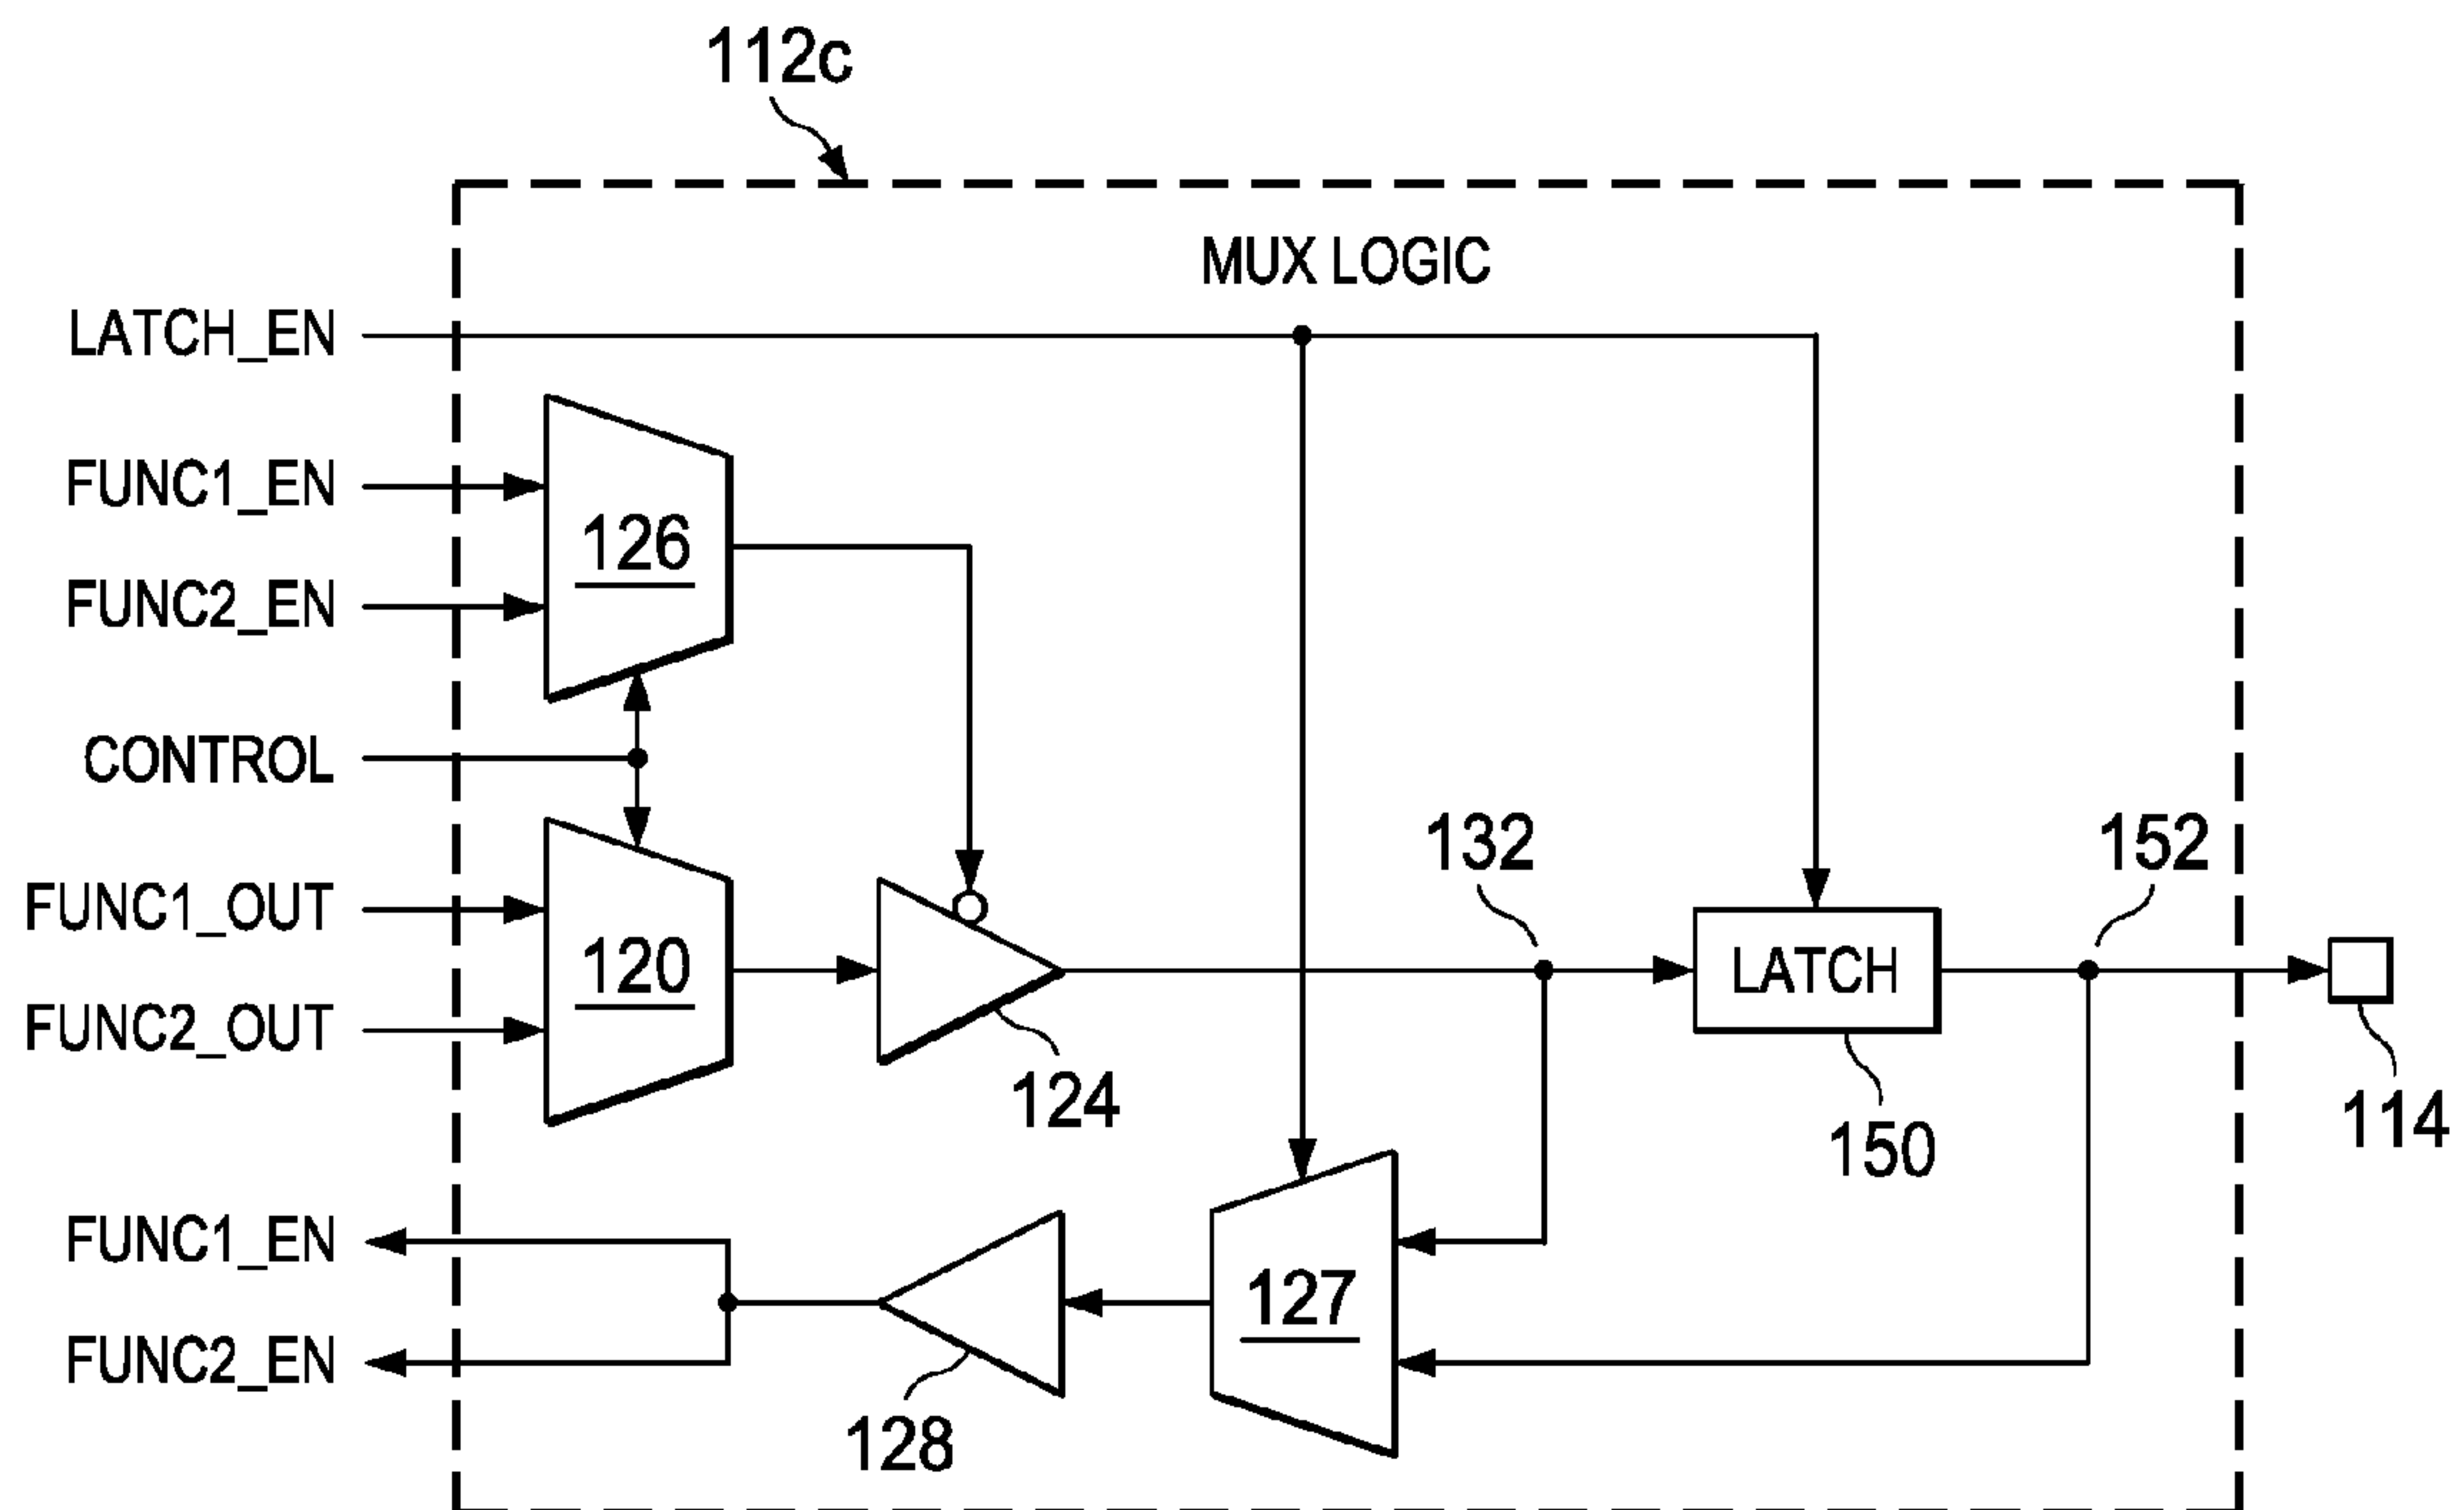 112c
MUX LOGIC
LATCH_EN
FUNC1_EN
126
FUNC2_EN
CONTROL
132
152
FUNC1_OUT
120
LATCH
FUNC2_OUT
124
150
114
FUNC1_EN
127
FUNC2_EN
128